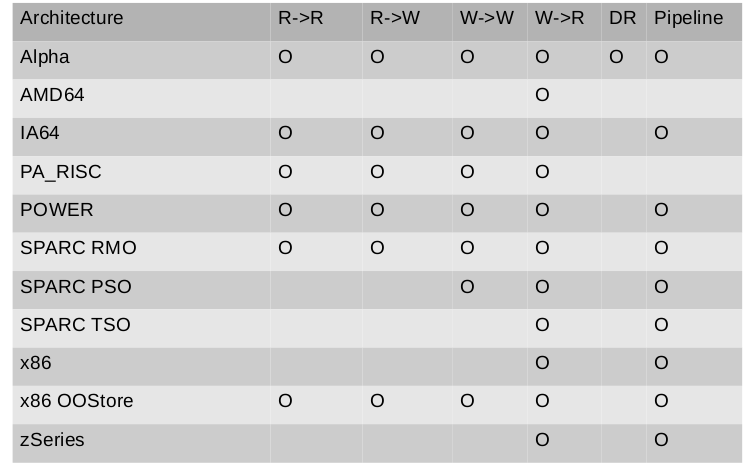 Architecture R->R R->W W->W W->R DR Pipeline
Alpha O O O O O O
AMD64 O
IA64 O O O O O
PA_RISC O O O O
POWER O O O O O
SPARC RMO O O O O O
SPARC PSO O O O
SPARC TSO O O
x86 O O
x86 OOStore O O O O O
zSeries O O